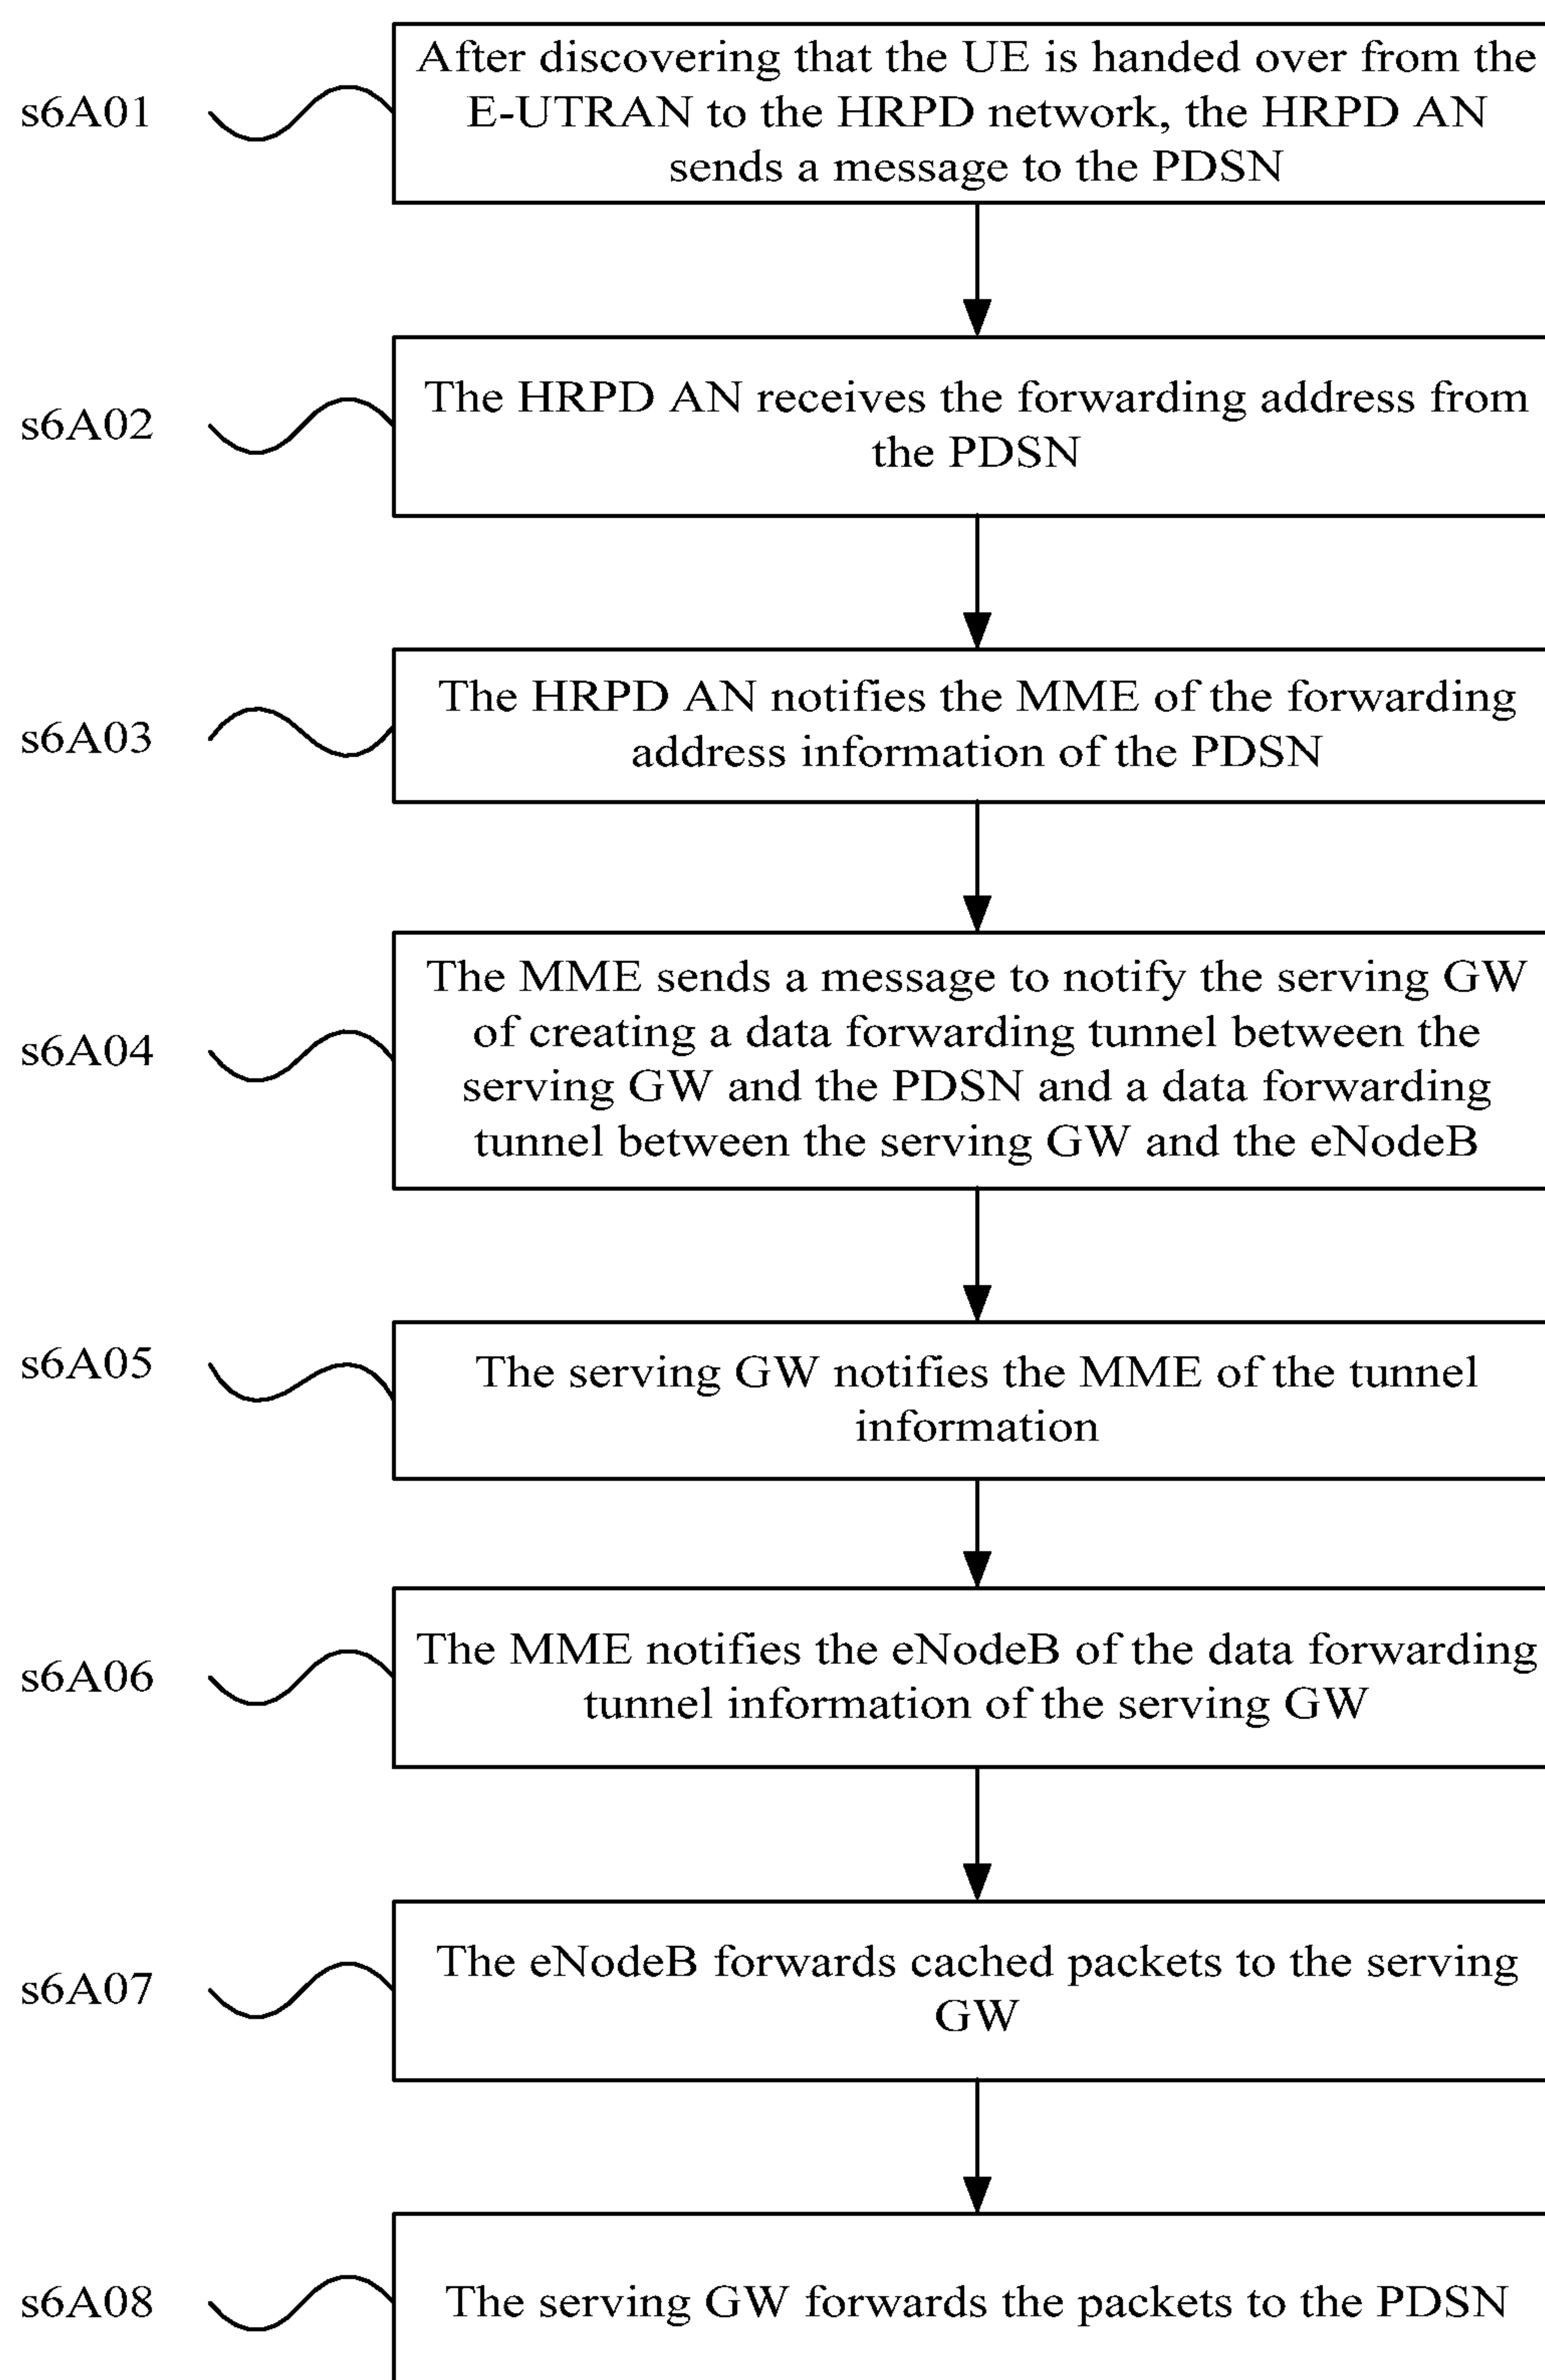 s6A01
After discovering that the UE is handed over from the
E-UTRAN to the HRPD network, the HRPD AN
sends a message to the PDSN
s6A02
The HRPD AN receives the forwarding address from
the PDSN
s6A03
The HRPD AN notifies the MME of the forwarding
address information of the PDSN
s6A04
The MME sends a message to notify the serving GW
of creating a data forwarding tunnel between the
serving GW and the PDSN and a data forwarding
tunnel between the serving GW and the eNodeB
s6A05
The serving GW notifies the MME of the tunnel
information
s6A06
The MME notifies the eNodeB of the data forwarding
tunnel information of the serving GW
s6A07
The eNodeB forwards cached packets to the serving
GW
s6A08
The serving GW forwards the packets to the PDSN